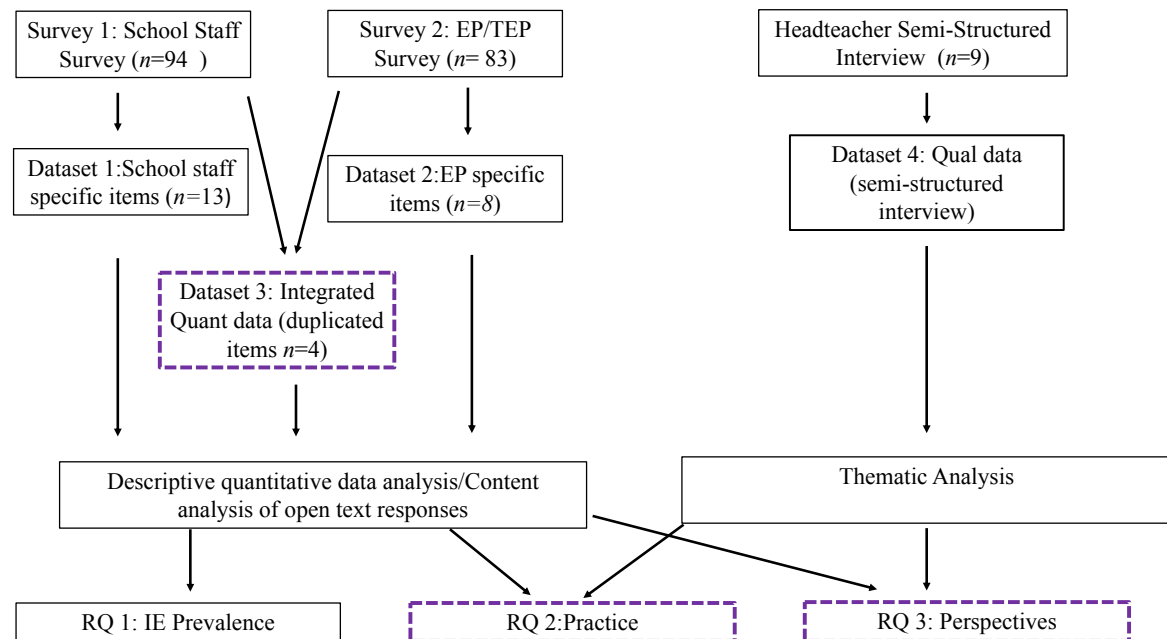 Survey 1: School Staff
Survey (n=94 )
Survey 2: EP/TEP
Survey (n= 83)
Headteacher Semi-Structured
Interview (n=9)
Dataset 1:School staff
specific items (n=13)
Dataset 2:EP specific
items (n=8)
Dataset 4: Qual data
(semi-structured
interview)
Dataset 3: Integrated
Quant data (duplicated
items n=4)
Descriptive quantitative data analysis/Content
analysis of open text responses
Thematic Analysis
RQ 1: IE Prevalence
RQ 2:Practice
RQ 3: Perspectives